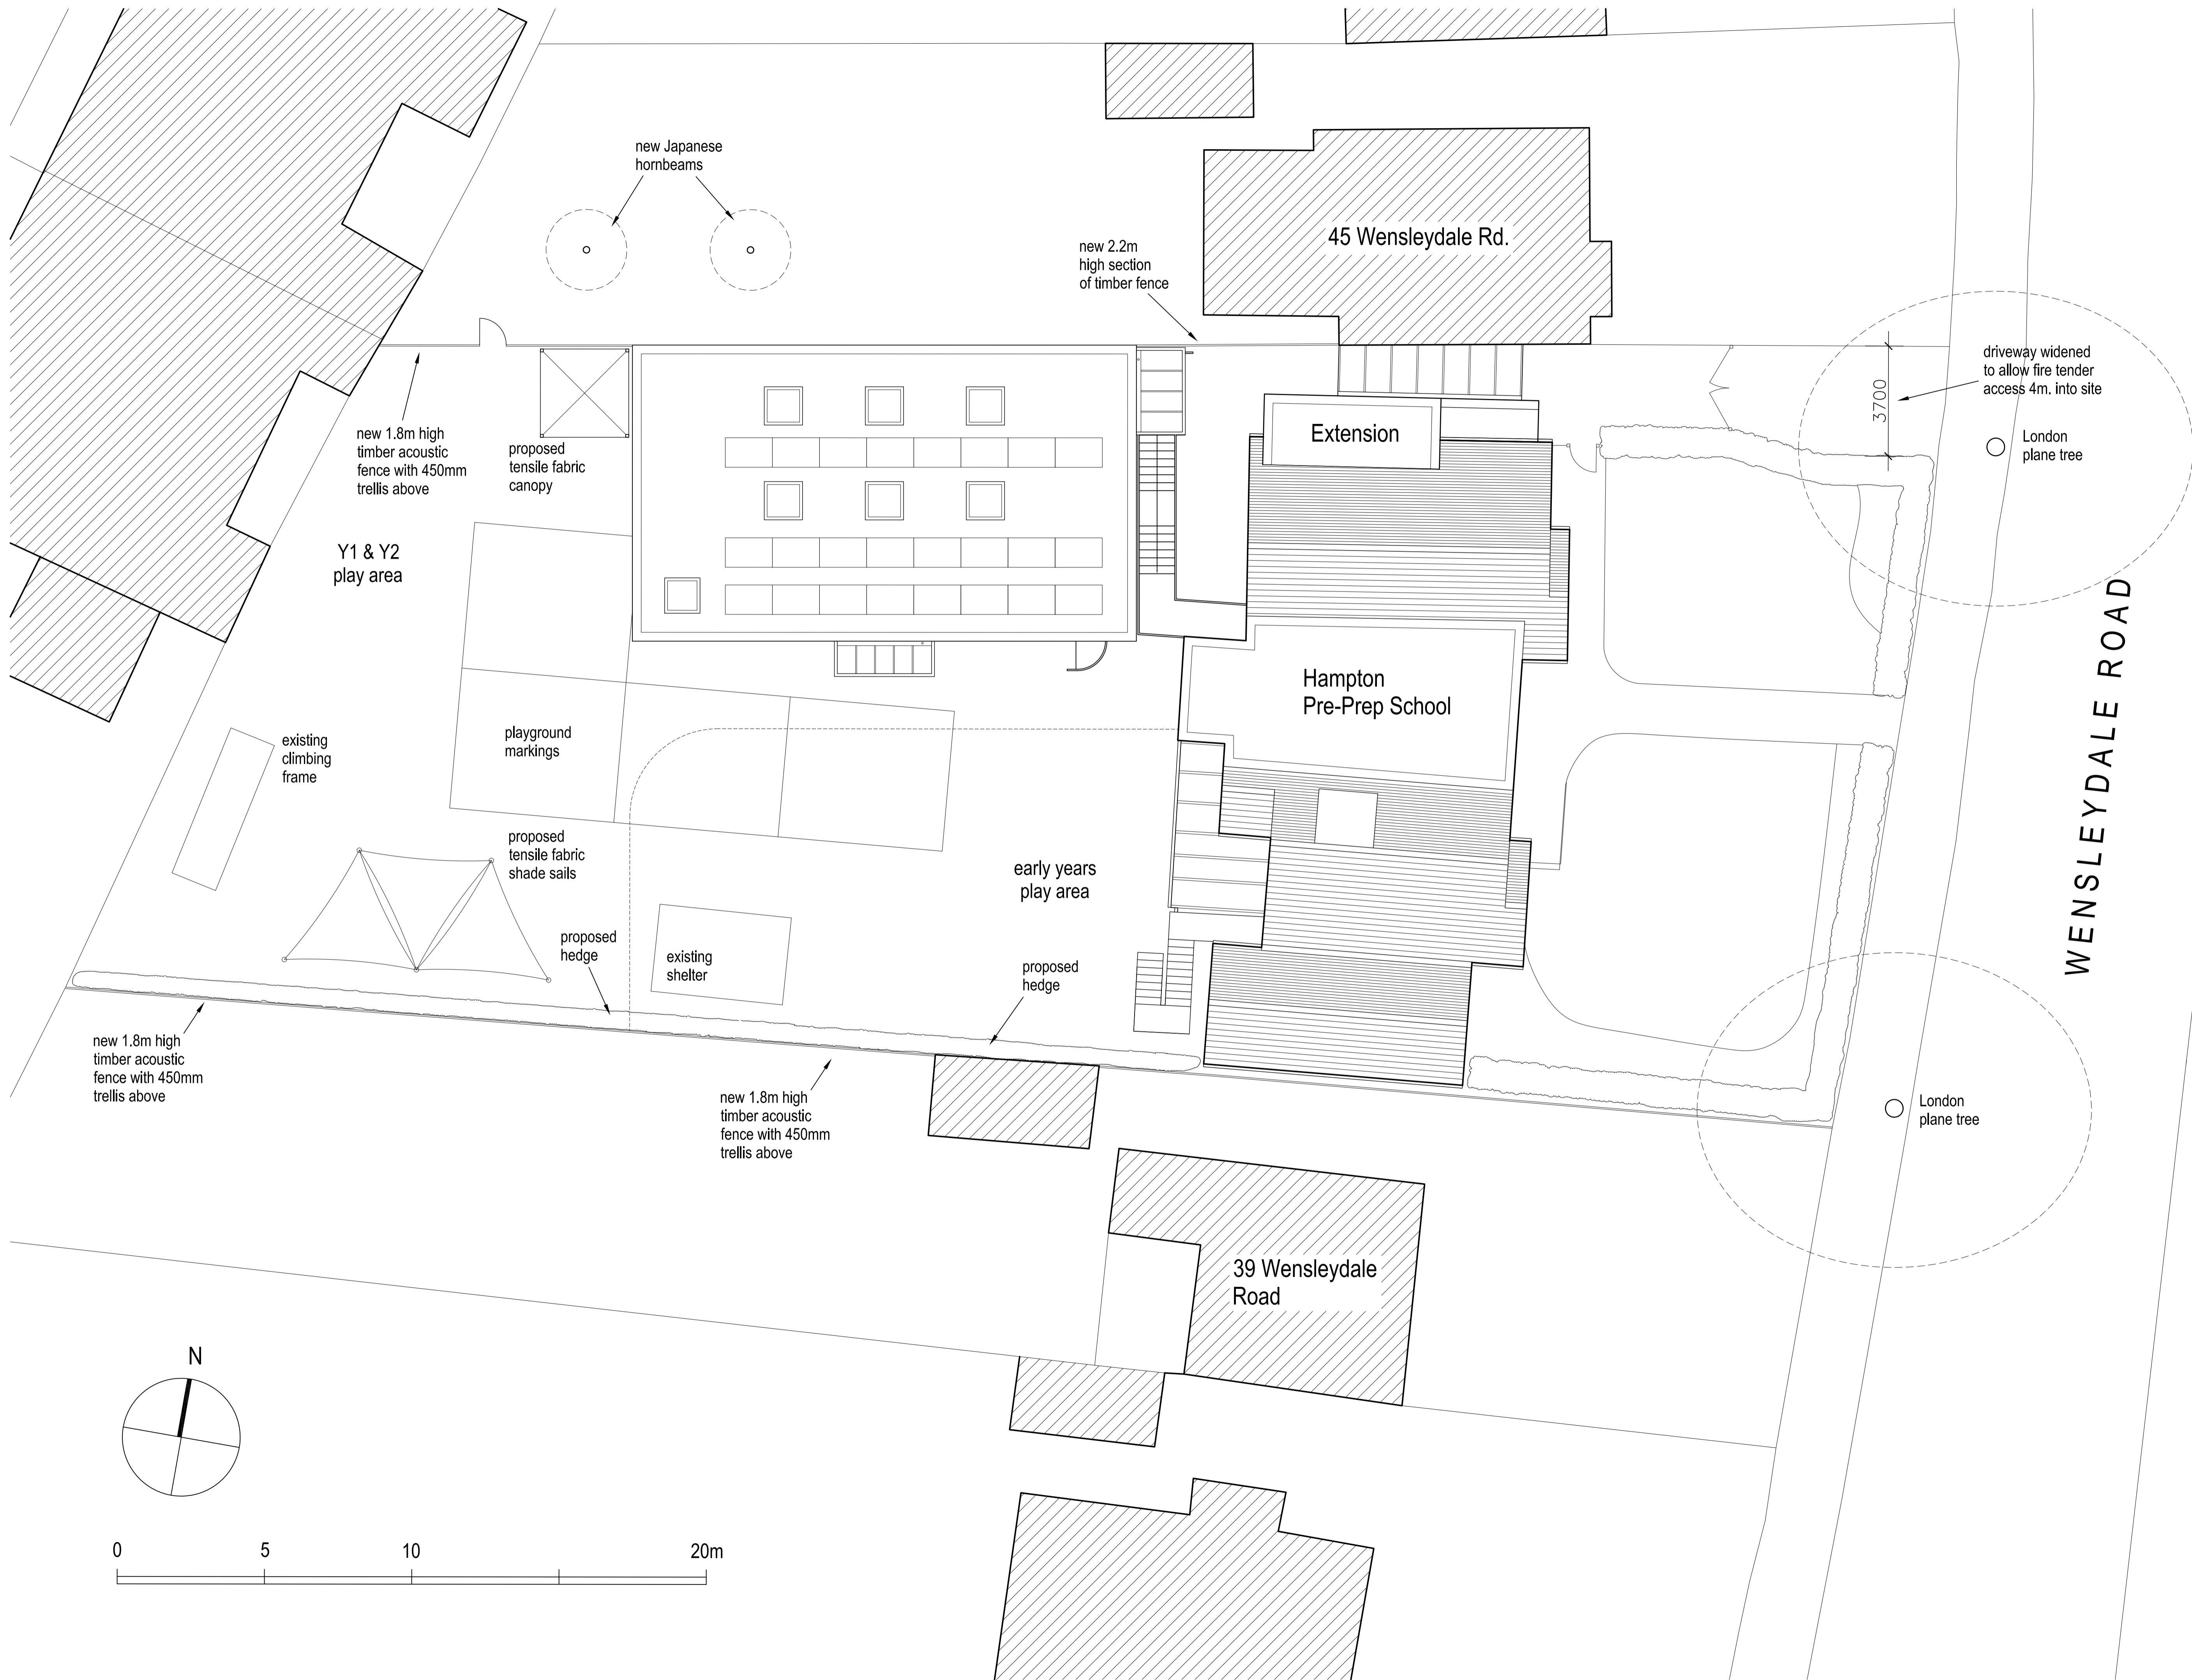 new Japanese
hornbeams
45 Wensleydale Rd.
new 2.2m
high section
of timber fence
driveway widened
to allow fire tender
access 4m. into site
3700
London
plane tree
new 1.8m high
timber acoustic
fence with 450mm
trellis above
proposed
tensile fabric
canopy
Extension
Y1 & Y2
play area
WENSLEYDALE ROAD
Hampton
Pre-Prep School
existing
climbing
frame
playground
markings
proposed
tensile fabric
shade sails
early years
play area
proposed
hedge
existing
shelter
proposed
hedge
new 1.8m high
timber acoustic
fence with 450mm
trellis above
new 1.8m high
timber acoustic
fence with 450mm
trellis above
London
plane tree
39 Wensleydale
Road
N
0 5 10 20m